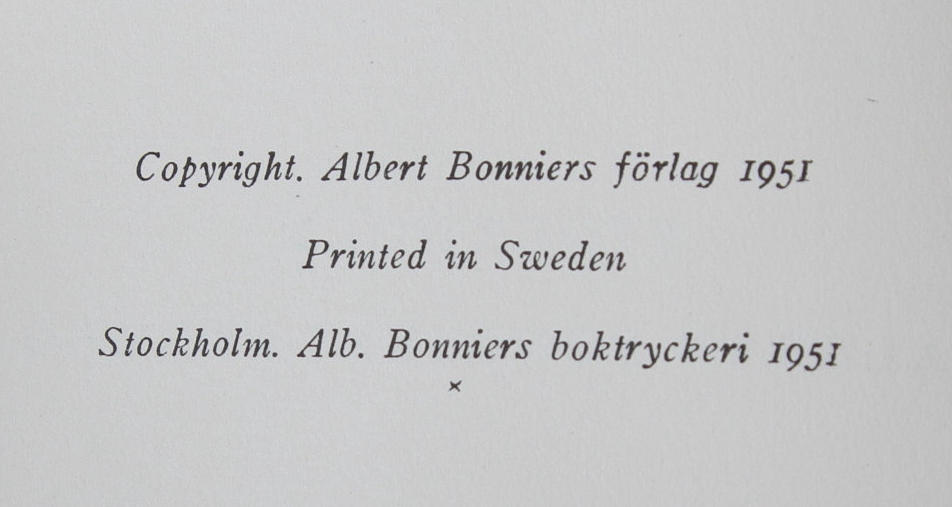 Copyright. Albert Bonniers förlag 1951
Printed in Sweden
Stockholm. Alb. Bonniers boktryckeri 1951
×